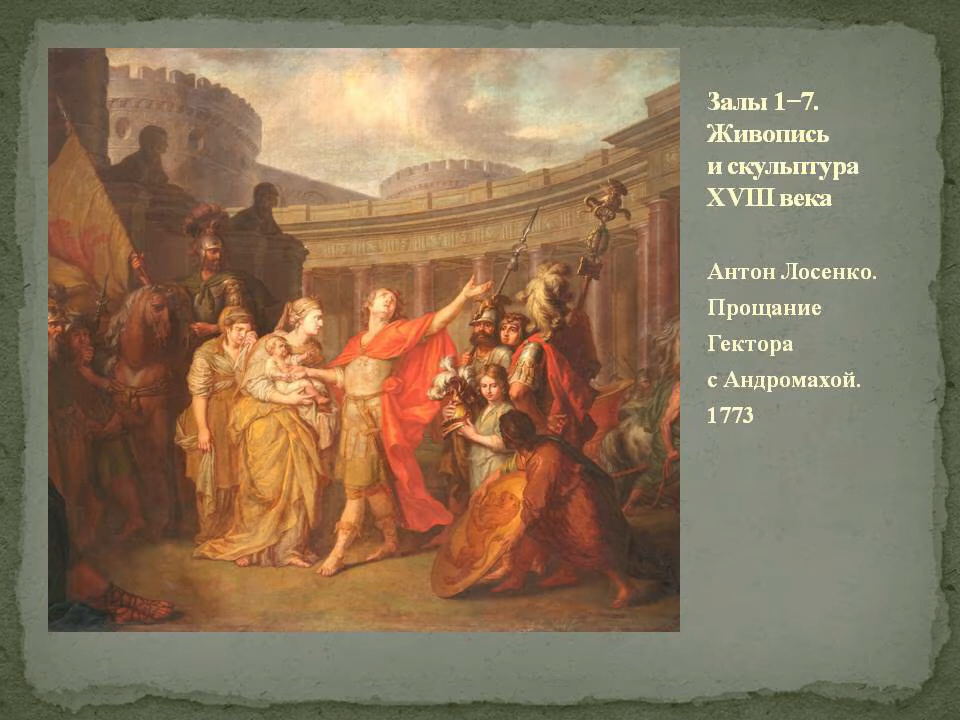 Залы 1–7.
Живопись
и скульптура
XVIII века
Антон Лосенко.
Прощание
Гектора
с Андромахой.
1773